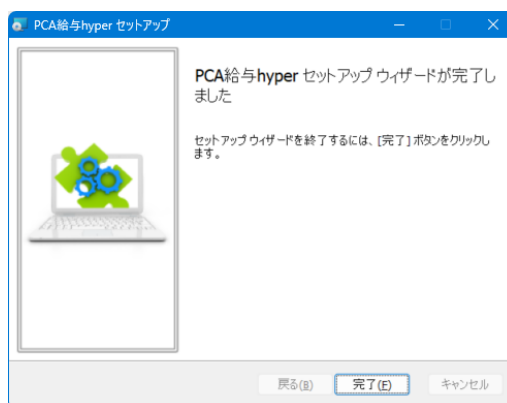 PCA給与hyper セットアップ
PCA給与hyper セットアップ ウィザードが完了し
ました
セットアップ ウィザードを終了するには、[完了] ボタンをクリックし
ます。
戻る(B)
完了(F)
キャンセル